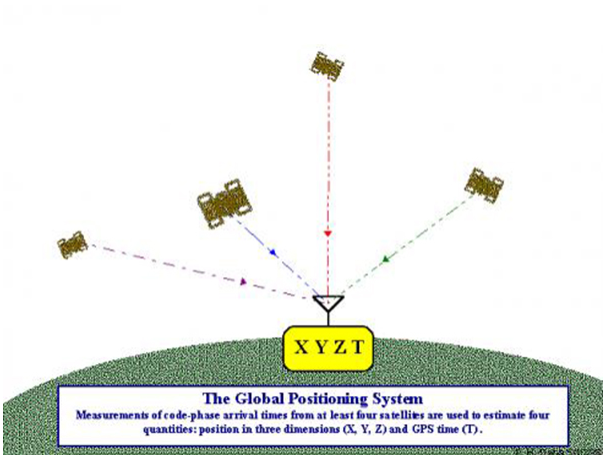 X Y Z T
The Global Positioning System
Measurements of code-phase arrival times from at least four satellites are used to estimate four
quantities: position in three dimensions (X, Y, Z) and GPS time (T).